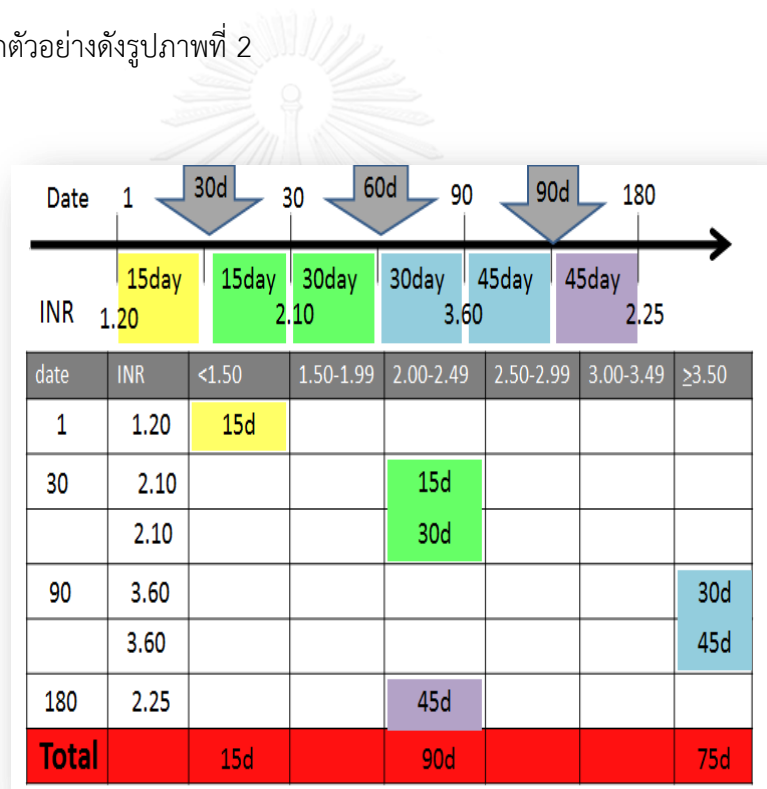 ตัวอย่างดังรูปภาพที่ 2
Date 1 30d 30 60d 90 90d 180
15day 15day 30day 30day 45day 45day
INR 1.20 2.10 3.60 2.25
date INR <1.50 1.50-1.99 2.00-2.49 2.50-2.99 3.00-3.49 ≥3.50
1 1.20 15d
30 2.10 15d
2.10 30d
90 3.60 30d
3.60 45d
180 2.25 45d
Total 15d 90d 75d